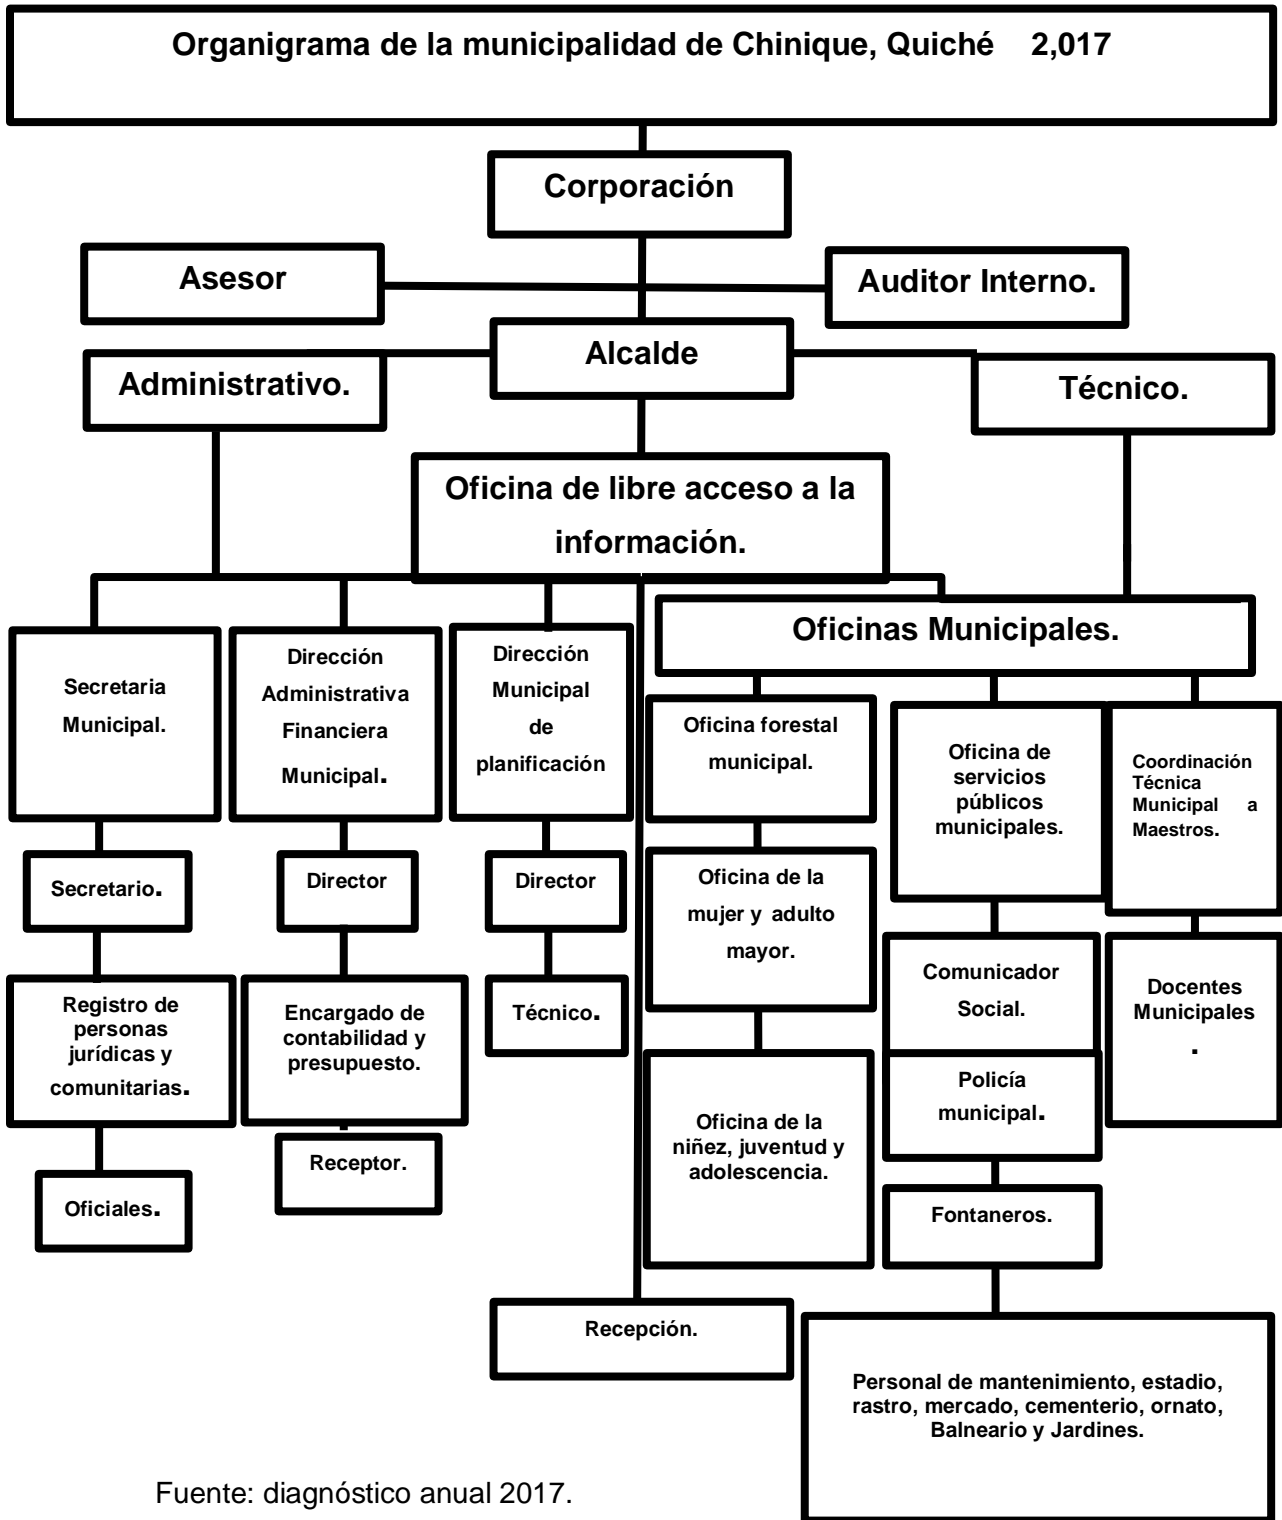 Organigrama de la municipalidad de Chinique, Quiché 2,017
Corporación
Asesor
Auditor Interno.
Alcalde
Administrativo.
Técnico.
Oficina de libre acceso a la
información.
Oficinas Municipales.
Secretaria
Municipal.
Dirección
Administrativa
Financiera
Municipal.
Dirección
Municipal
de
planificación
Oficina forestal
municipal.
Oficina de
servicios
públicos
municipales.
Coordinación
Técnica
Municipal a
Maestros.
Secretario.
Director
Director
Oficina de la
mujer y adulto
mayor.
Comunicador
Social.
Docentes
Municipales
.
Registro de
personas
jurídicas y
comunitarias.
Encargado de
contabilidad y
presupuesto.
Técnico.
Policía
municipal.
Oficina de la
niñez, juventud y
adolescencia.
Receptor.
Oficiales.
Fontaneros.
Recepción.
Personal de mantenimiento, estadio,
rastro, mercado, cementerio, ornato,
Balneario y Jardines.
Fuente: diagnóstico anual 2017.